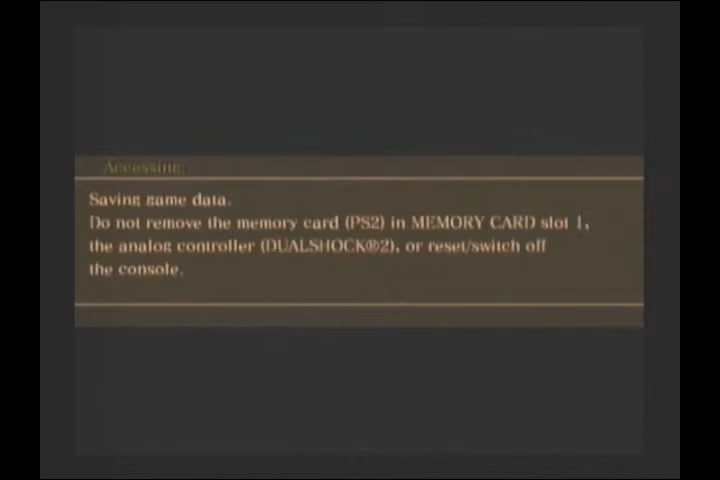 Accessing.
Saving game data.
Do not remove the memory card (PS2) in MEMORY CARD slot 1,
the analog controller (DUALSHOCK®2), or reset/switch off
the console.